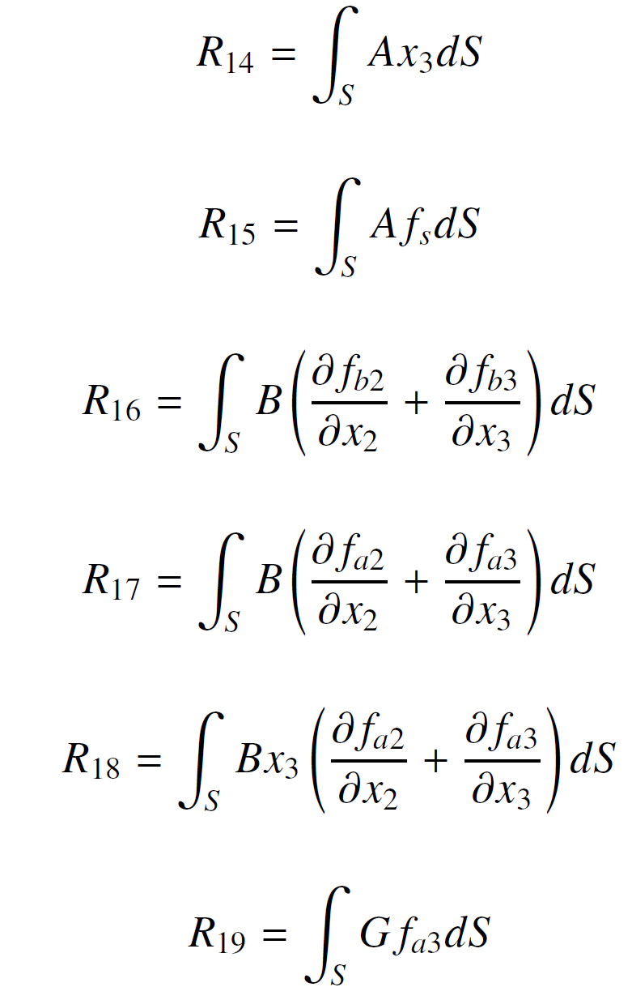 R_{14} = \int_S A x_3 dS
R_{15} = \int_S A f_s dS
R_{16} = \int_S B \left( \frac{\partial f_{b2}}{\partial x_2} + \frac{\partial f_{b3}}{\partial x_3} \right) dS
R_{17} = \int_S B \left( \frac{\partial f_{a2}}{\partial x_2} + \frac{\partial f_{a3}}{\partial x_3} \right) dS
R_{18} = \int_S B x_3 \left( \frac{\partial f_{a2}}{\partial x_2} + \frac{\partial f_{a3}}{\partial x_3} \right) dS
R_{19} = \int_S G f_{a3} dS